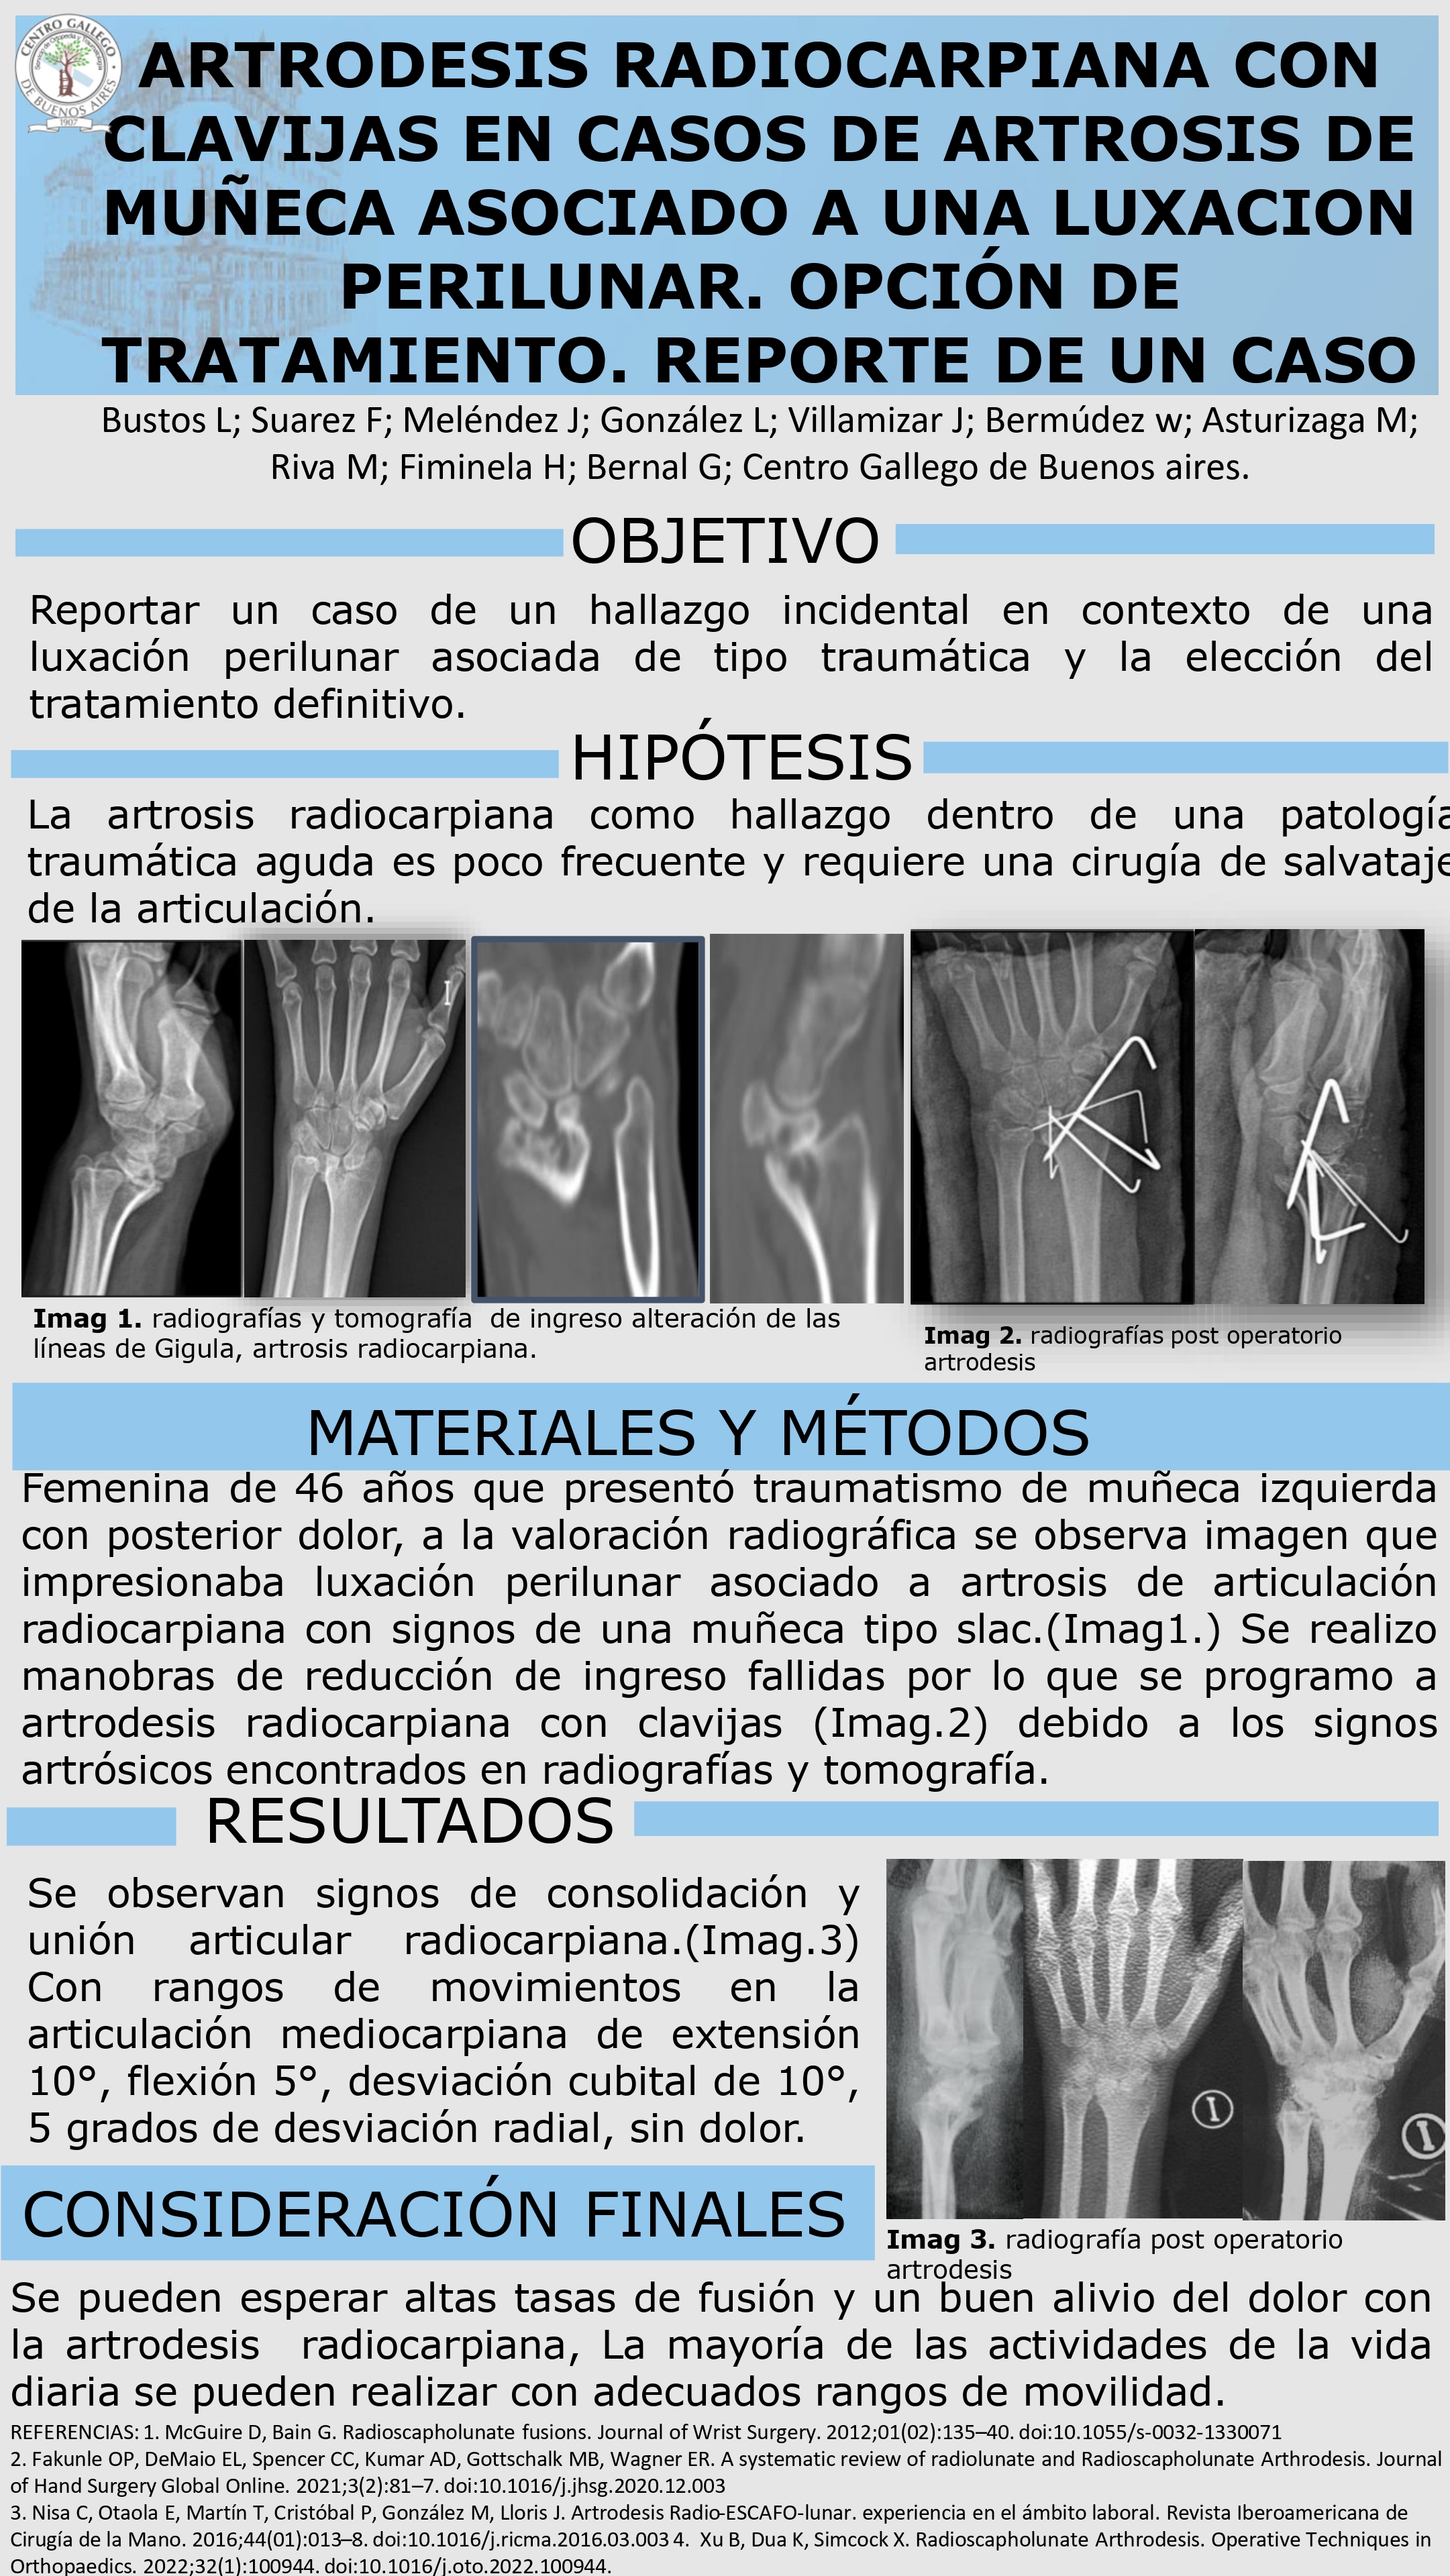 CENTRO GALLEGO
DE BUENOS AIRES
1907
ARTRODESIS RADIOCARPIANA CON
CLAVIJAS EN CASOS DE ARTROSIS DE
MUÑECA ASOCIADO A UNA LUXACION
PERILUNAR. OPCIÓN DE
TRATAMIENTO. REPORTE DE UN CASO
Bustos L; Suarez F; Meléndez J; González L; Villamizar J; Bermúdez w; Asturizaga M;
Riva M; Fiminela H; Bernal G; Centro Gallego de Buenos aires.
OBJETIVO
Reportar un caso de un hallazgo incidental en contexto de una
luxación perilunar asociada de tipo traumática y la elección del
tratamiento definitivo.
HIPÓTESIS
La artrosis radiocarpiana como hallazgo dentro de una patología
traumática aguda es poco frecuente y requiere una cirugía de salvataje
de la articulación.
I
Imag 1. radiografías y tomografía de ingreso alteración de las
líneas de Gigula, artrosis radiocarpiana.
Imag 2. radiografías post operatorio
artrodesis
MATERIALES Y MÉTODOS
Femenina de 46 años que presentó traumatismo de muñeca izquierda
con posterior dolor, a la valoración radiográfica se observa imagen que
impresionaba luxación perilunar asociado a artrosis de articulación
radiocarpiana con signos de una muñeca tipo slac.(Imag1.) Se realizo
manobras de reducción de ingreso fallidas por lo que se programo a
artrodesis radiocarpiana con clavijas (Imag.2) debido a los signos
artrósicos encontrados en radiografías y tomografía.
RESULTADOS
Se observan signos de consolidación y
unión articular radiocarpiana.(Imag.3)
Con rangos de movimientos en la
articulación mediocarpiana de extensión
10°, flexión 5°, desviación cubital de 10°,
5 grados de desviación radial, sin dolor.
I
I
Imag 3. radiografía post operatorio
artrodesis
CONSIDERACIÓN FINALES
Se pueden esperar altas tasas de fusión y un buen alivio del dolor con
la artrodesis radiocarpiana, La mayoría de las actividades de la vida
diaria se pueden realizar con adecuados rangos de movilidad.
REFERENCIAS: 1. McGuire D, Bain G. Radioscapholunate fusions. Journal of Wrist Surgery. 2012;01(02):135–40. doi:10.1055/s-0032-1330071
2. Fakunle OP, DeMaio EL, Spencer CC, Kumar AD, Gottschalk MB, Wagner ER. A systematic review of radiolunate and Radioscapholunate Arthrodesis. Journal
of Hand Surgery Global Online. 2021;3(2):81–7. doi:10.1016/j.jhsg.2020.12.003
3. Nisa C, Otaola E, Martín T, Cristóbal P, González M, Lloris J. Artrodesis Radio-ESCAFO-lunar. experiencia en el ámbito laboral. Revista Iberoamericana de
Cirugía de la Mano. 2016;44(01):013–8. doi:10.1016/j.ricma.2016.03.003 4. Xu B, Dua K, Simcock X. Radioscapholunate Arthrodesis. Operative Techniques in
Orthopaedics. 2022;32(1):100944. doi:10.1016/j.oto.2022.100944.